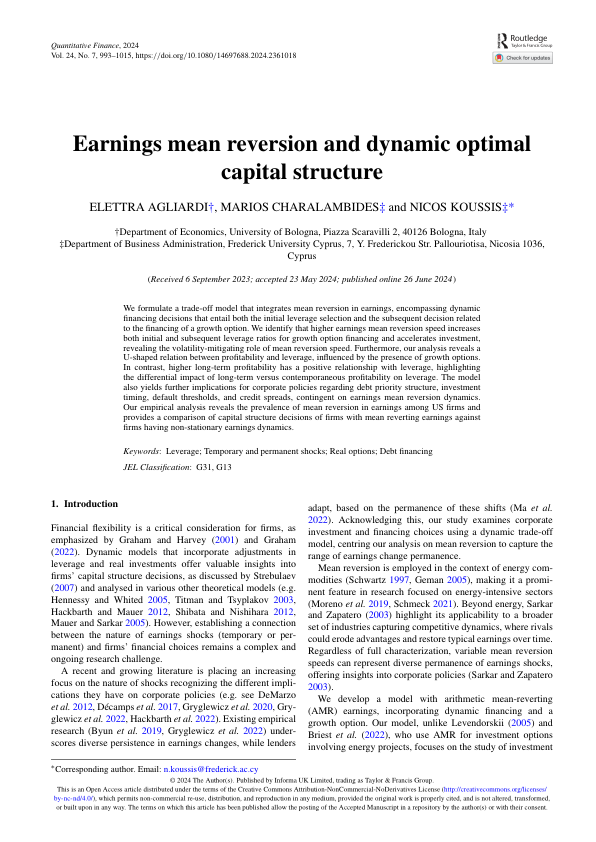 Quantitative Finance, 2024
Vol. 24, No. 7, 993–1015, https://doi.org/10.1080/14697688.2024.2361018
Routledge
Taylor & Francis Group
Check for updates
Earnings mean reversion and dynamic optimal
capital structure
ELETTRA AGLIARDI†, MARIOS CHARALAMBIDES‡ and NICOS KOUSSIS‡*
†Department of Economics, University of Bologna, Piazza Scaravilli 2, 40126 Bologna, Italy
‡Department of Business Administration, Frederick University Cyprus, 7, Y. Frederickou Str. Pallouriotisa, Nicosia 1036,
Cyprus
(Received 6 September 2023; accepted 23 May 2024; published online 26 June 2024)
We formulate a trade-off model that integrates mean reversion in earnings, encompassing dynamic
financing decisions that entail both the initial leverage selection and the subsequent decision related
to the financing of a growth option. We identify that higher earnings mean reversion speed increases
both initial and subsequent leverage ratios for growth option financing and accelerates investment,
revealing the volatility-mitigating role of mean reversion speed. Furthermore, our analysis reveals a
U-shaped relation between profitability and leverage, influenced by the presence of growth options.
In contrast, higher long-term profitability has a positive relationship with leverage, highlighting
the differential impact of long-term versus contemporaneous profitability on leverage. The model
also yields further implications for corporate policies regarding debt priority structure, investment
timing, default thresholds, and credit spreads, contingent on earnings mean reversion dynamics.
Our empirical analysis reveals the prevalence of mean reversion in earnings among US firms and
provides a comparison of capital structure decisions of firms with mean reverting earnings against
firms having non-stationary earnings dynamics.
Keywords: Leverage; Temporary and permanent shocks; Real options; Debt financing
JEL Classification: G31, G13
1. Introduction
Financial flexibility is a critical consideration for firms, as
emphasized by Graham and Harvey (2001) and Graham
(2022). Dynamic models that incorporate adjustments in
leverage and real investments offer valuable insights into
firms' capital structure decisions, as discussed by Strebulaev
(2007) and analysed in various other theoretical models (e.g.
Hennessy and Whited 2005, Titman and Tsyplakov 2003,
Hackbarth and Mauer 2012, Shibata and Nishihara 2012,
Mauer and Sarkar 2005). However, establishing a connection
between the nature of earnings shocks (temporary or per-
manent) and firms' financial choices remains a complex and
ongoing research challenge.
A recent and growing literature is placing an increasing
focus on the nature of shocks recognizing the different impli-
cations they have on corporate policies (e.g. see DeMarzo
et al. 2012, Décamps et al. 2017, Gryglewicz et al. 2020, Gry-
glewicz et al. 2022, Hackbarth et al. 2022). Existing empirical
research (Byun et al. 2019, Gryglewicz et al. 2022) under-
scores diverse persistence in earnings changes, while lenders
adapt, based on the permanence of these shifts (Ma et al.
2022). Acknowledging this, our study examines corporate
investment and financing choices using a dynamic trade-off
model, centring our analysis on mean reversion to capture the
range of earnings change permanence.
Mean reversion is employed in the context of energy com-
modities (Schwartz 1997, Geman 2005), making it a promi-
nent feature in research focused on energy-intensive sectors
(Moreno et al. 2019, Schmeck 2021). Beyond energy, Sarkar
and Zapatero (2003) highlight its applicability to a broader
set of industries capturing competitive dynamics, where rivals
could erode advantages and restore typical earnings over time.
Regardless of full characterization, variable mean reversion
speeds can represent diverse permanence of earnings shocks,
offering insights into corporate policies (Sarkar and Zapatero
2003).
We develop a model with arithmetic mean-reverting
(AMR) earnings, incorporating dynamic financing and a
growth option. Our model, unlike Levendorskii (2005) and
Briest et al. (2022), who use AMR for investment options
involving energy projects, focuses on the study of investment
*Corresponding author. Email: n.koussis@frederick.ac.cy
© 2024 The Author(s). Published by Informa UK Limited, trading as Taylor & Francis Group.
This is an Open Access article distributed under the terms of the Creative Commons Attribution-NonCommercial-NoDerivatives License (http://creativecommons.org/licenses/
by-nc-nd/4.0/), which permits non-commercial re-use, distribution, and reproduction in any medium, provided the original work is properly cited, and is not altered, transformed,
or built upon in any way. The terms on which this article has been published allow the posting of the Accepted Manuscript in a repository by the author(s) or with their consent.